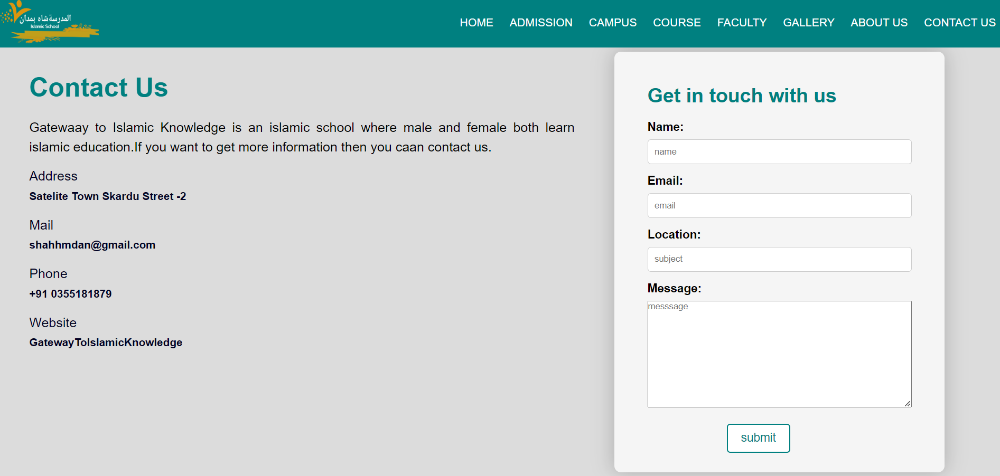 المدرسة شاه ہمدان
Islamic School
HOME ADMISSION CAMPUS COURSE FACULTY GALLERY ABOUT US CONTACT US
Contact Us
Gatewaay to Islamic Knowledge is an islamic school where male and female both learn
islamic education.If you want to get more information then you caan contact us.
Address
Satelite Town Skardu Street -2
Mail
shahhmdan@gmail.com
Phone
+91 0355181879
Website
GatewayToIslamicKnowledge
Get in touch with us
Name:
name
Email:
email
Location:
subject
Message:
messsage
submit